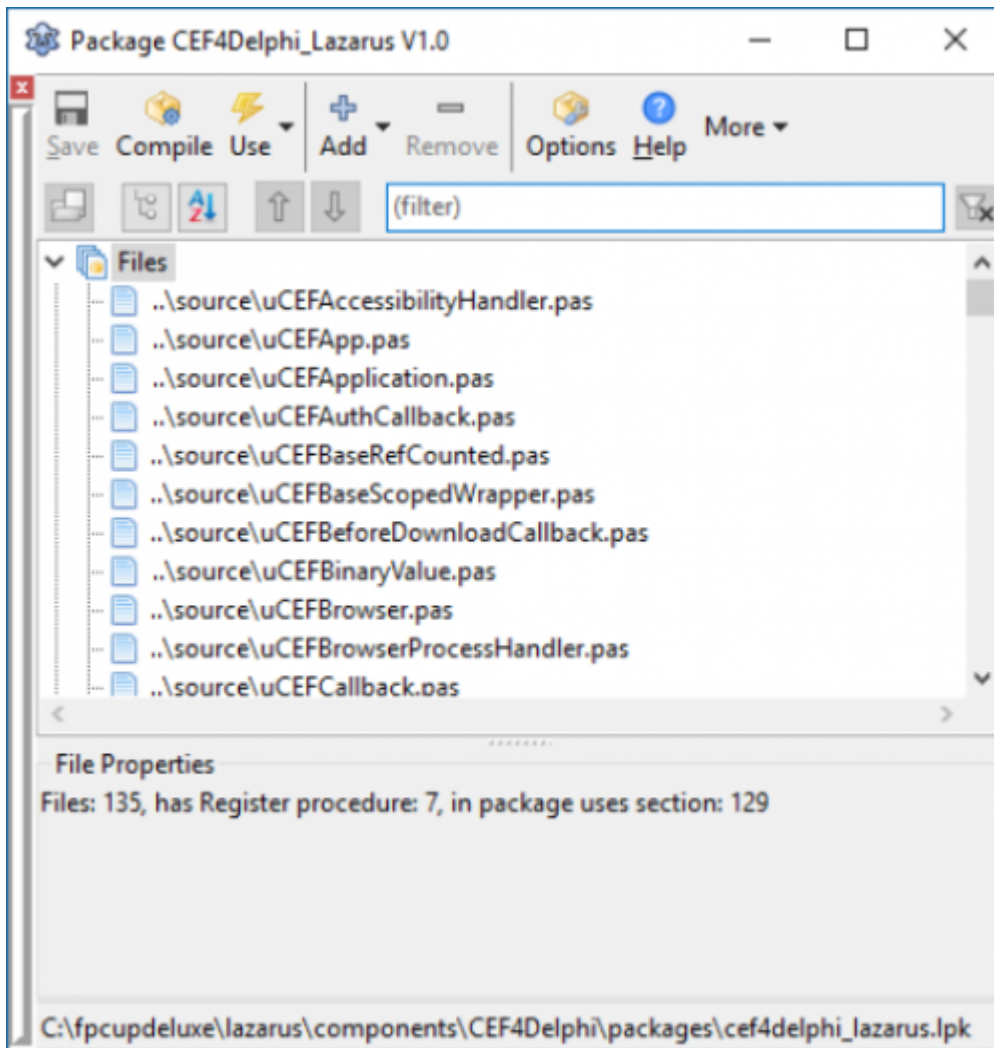 Package CEF4Delphi_Lazarus V1.0
Save Compile Use Add Remove Options Help More
(filter)
Files
..\source\uCEFAccessibilityHandler.pas
..\source\uCEFApp.pas
..\source\uCEFApplication.pas
..\source\uCEFAuthCallback.pas
..\source\uCEFBaseRefCounted.pas
..\source\uCEFBaseScopedWrapper.pas
..\source\uCEFBeforeDownloadCallback.pas
..\source\uCEFBinaryValue.pas
..\source\uCEFBrowser.pas
..\source\uCEFBrowserProcessHandler.pas
..\source\uCEFCallback.pas
File Properties
Files: 135, has Register procedure: 7, in package uses section: 129
C:\fpcupdeluxe\lazarus\components\CEF4Delphi\packages\cef4delphi_lazarus.lpk